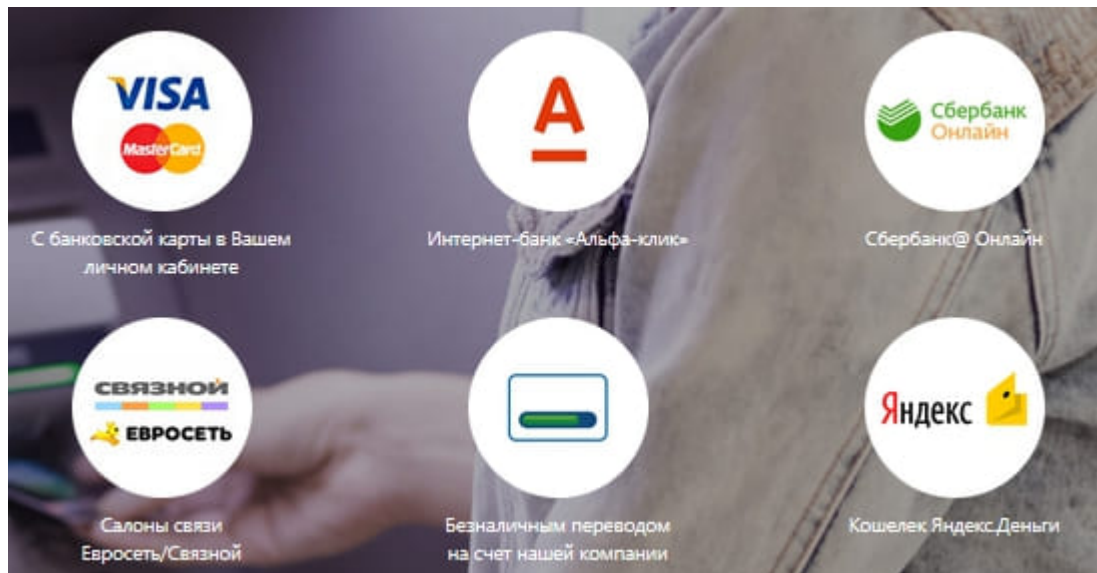 VISA
MasterCard
А
Сбербанк
Онлайн
С банковской карты в Вашем
личном кабинете
Интернет-банк «Альфа-клик»
Сбербанк@ Онлайн
СВЯЗНОЙ
ЕВРОСЕТЬ
Яндекс
Салоны связи
Евросеть/Связной
Безналичным переводом
на счет нашей компании
Кошелек Яндекс.Деньги